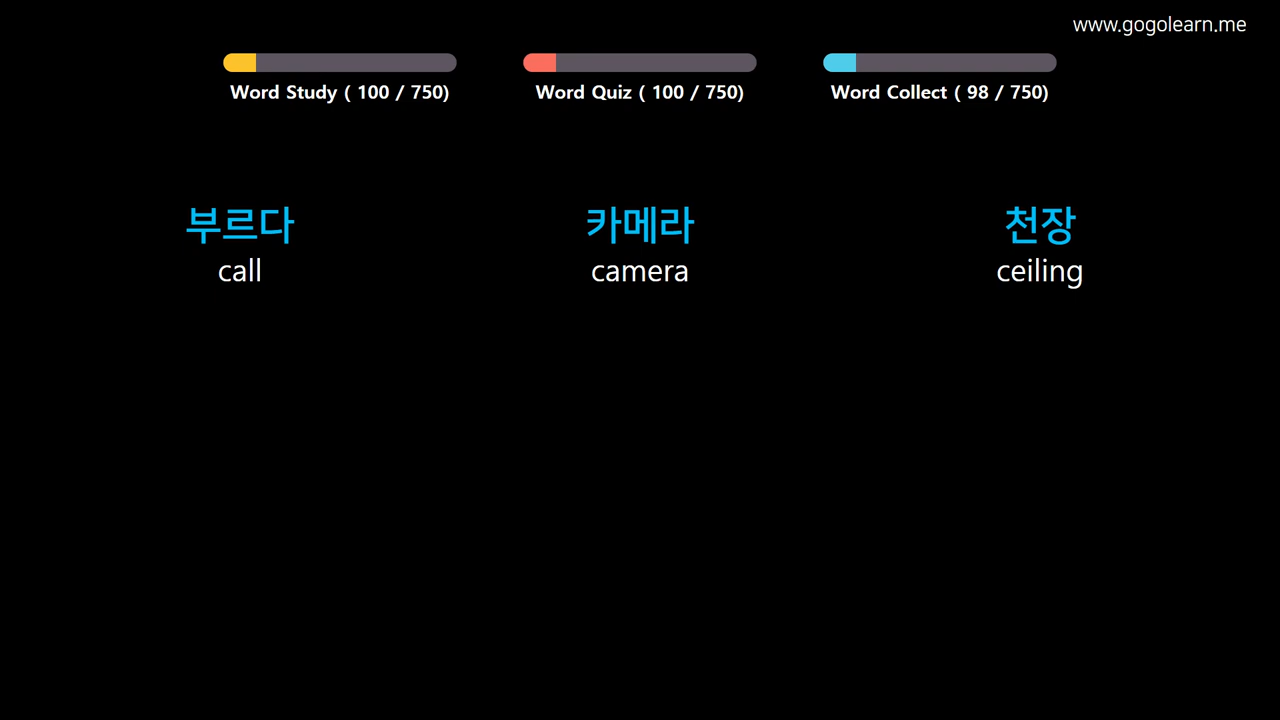 www.gogolearn.me
Word Study ( 100 / 750)
Word Quiz ( 100 / 750)
Word Collect ( 98 / 750)
부르다
call
카메라
camera
천장
ceiling